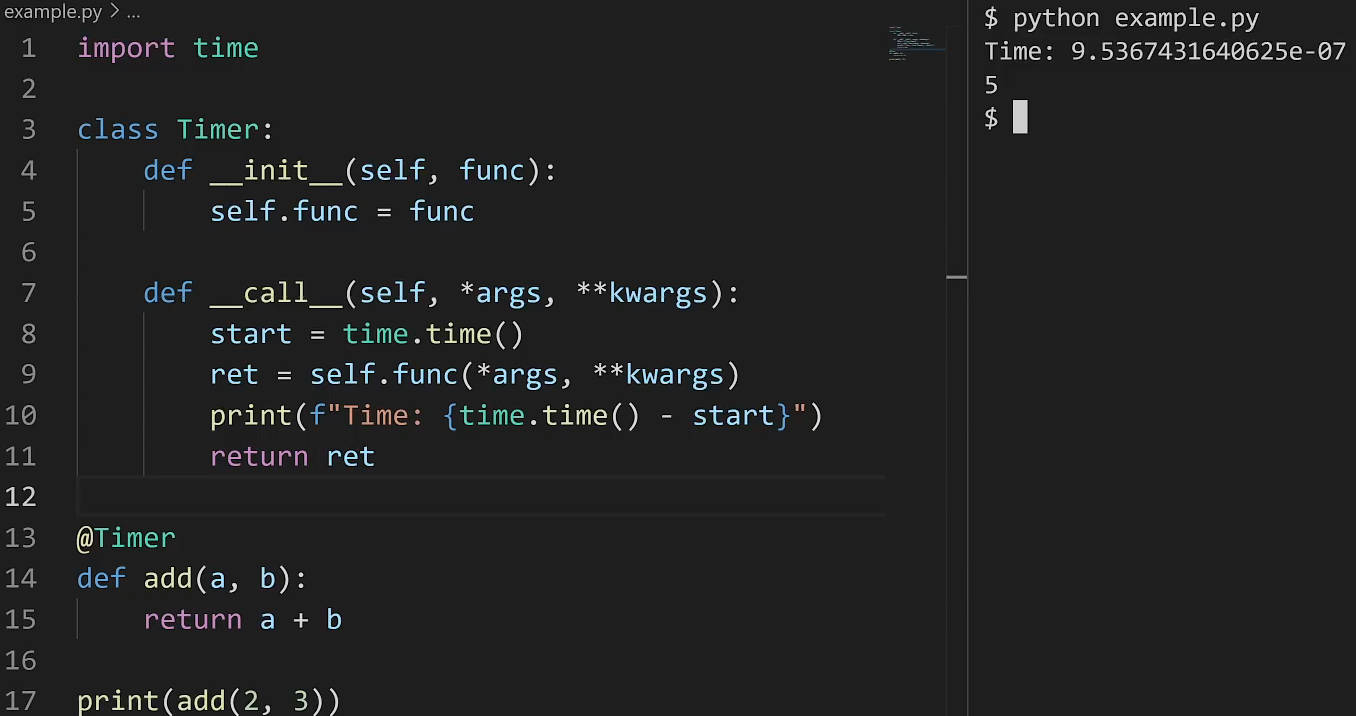 example.py > ...
1 import time
2
3 class Timer:
4     def __init__(self, func):
5         self.func = func
6
7     def __call__(self, *args, **kwargs):
8         start = time.time()
9         ret = self.func(*args, **kwargs)
10         print(f"Time: {time.time() - start}")
11         return ret
12
13 @Timer
14 def add(a, b):
15     return a + b
16
17 print(add(2, 3))
$ python example.py
Time: 9.5367431640625e-07
5
$